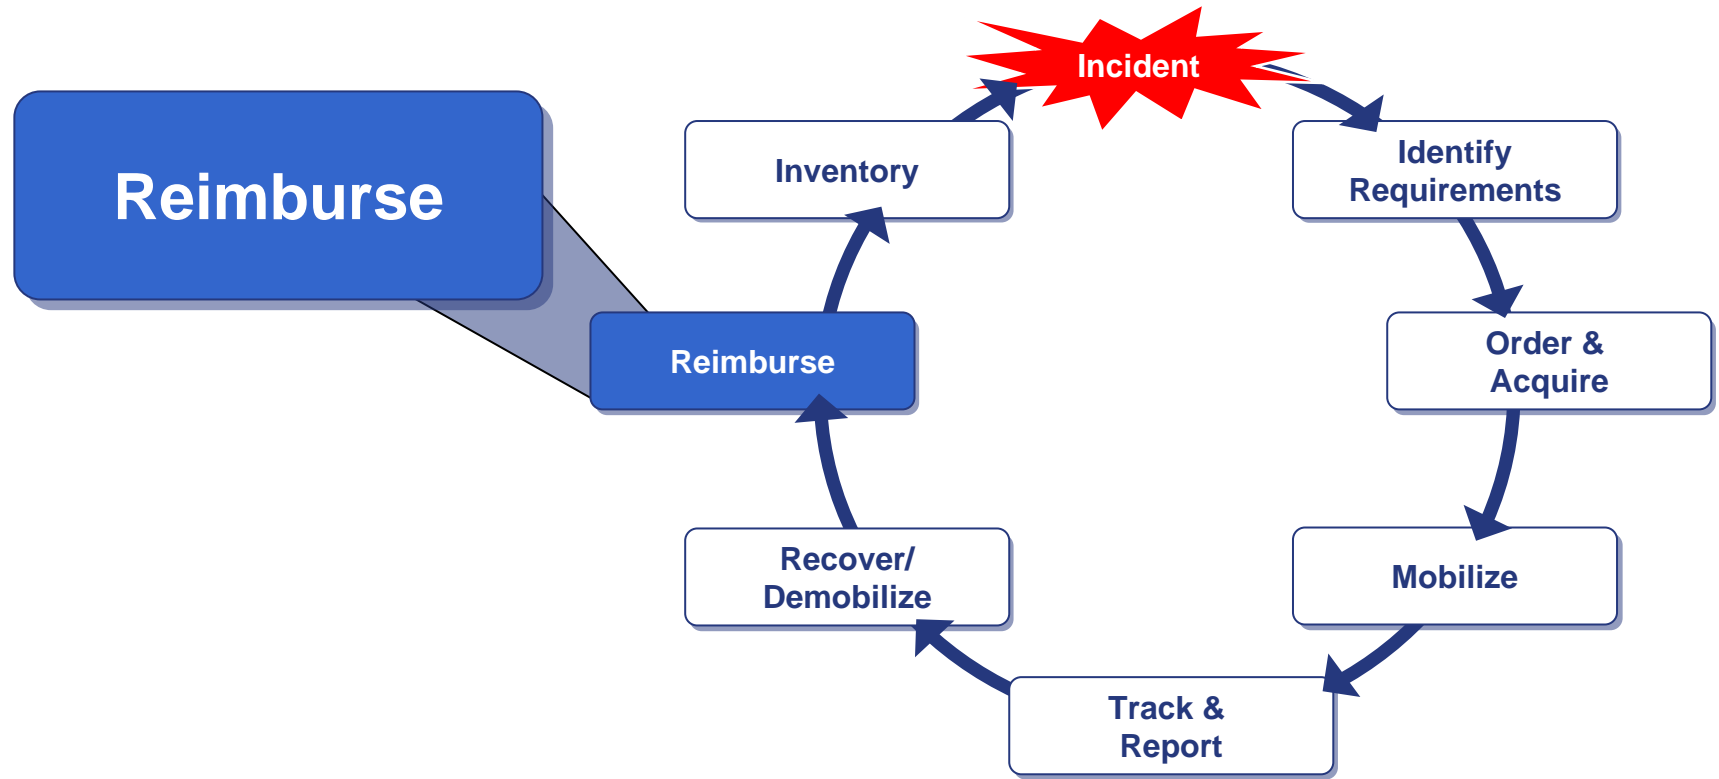 Incident
Reimburse
Inventory
Identify
Requirements
Reimburse
Order &
Acquire
Recover/
Demobilize
Mobilize
Track &
Report